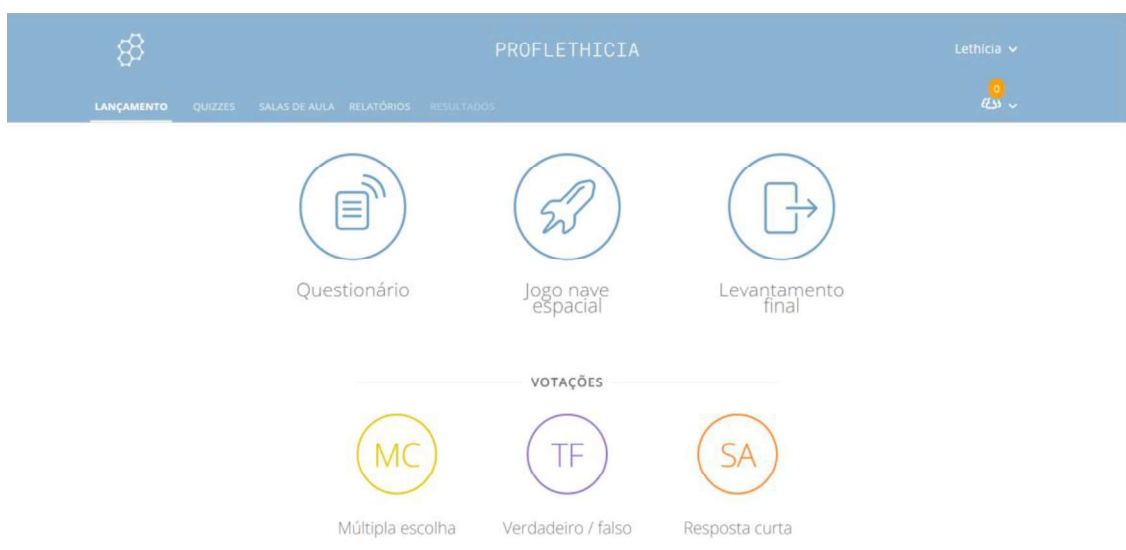 PROFLETHICIA
Lethícia
0
LANÇAMENTO QUIZZES SALAS DE AULA RELATÓRIOS RESULTADOS
Questionário
Jogo nave
espacial
Levantamento
final
VOTAÇÕES
MC
TF
SA
Múltipla escolha
Verdadeiro / falso
Resposta curta